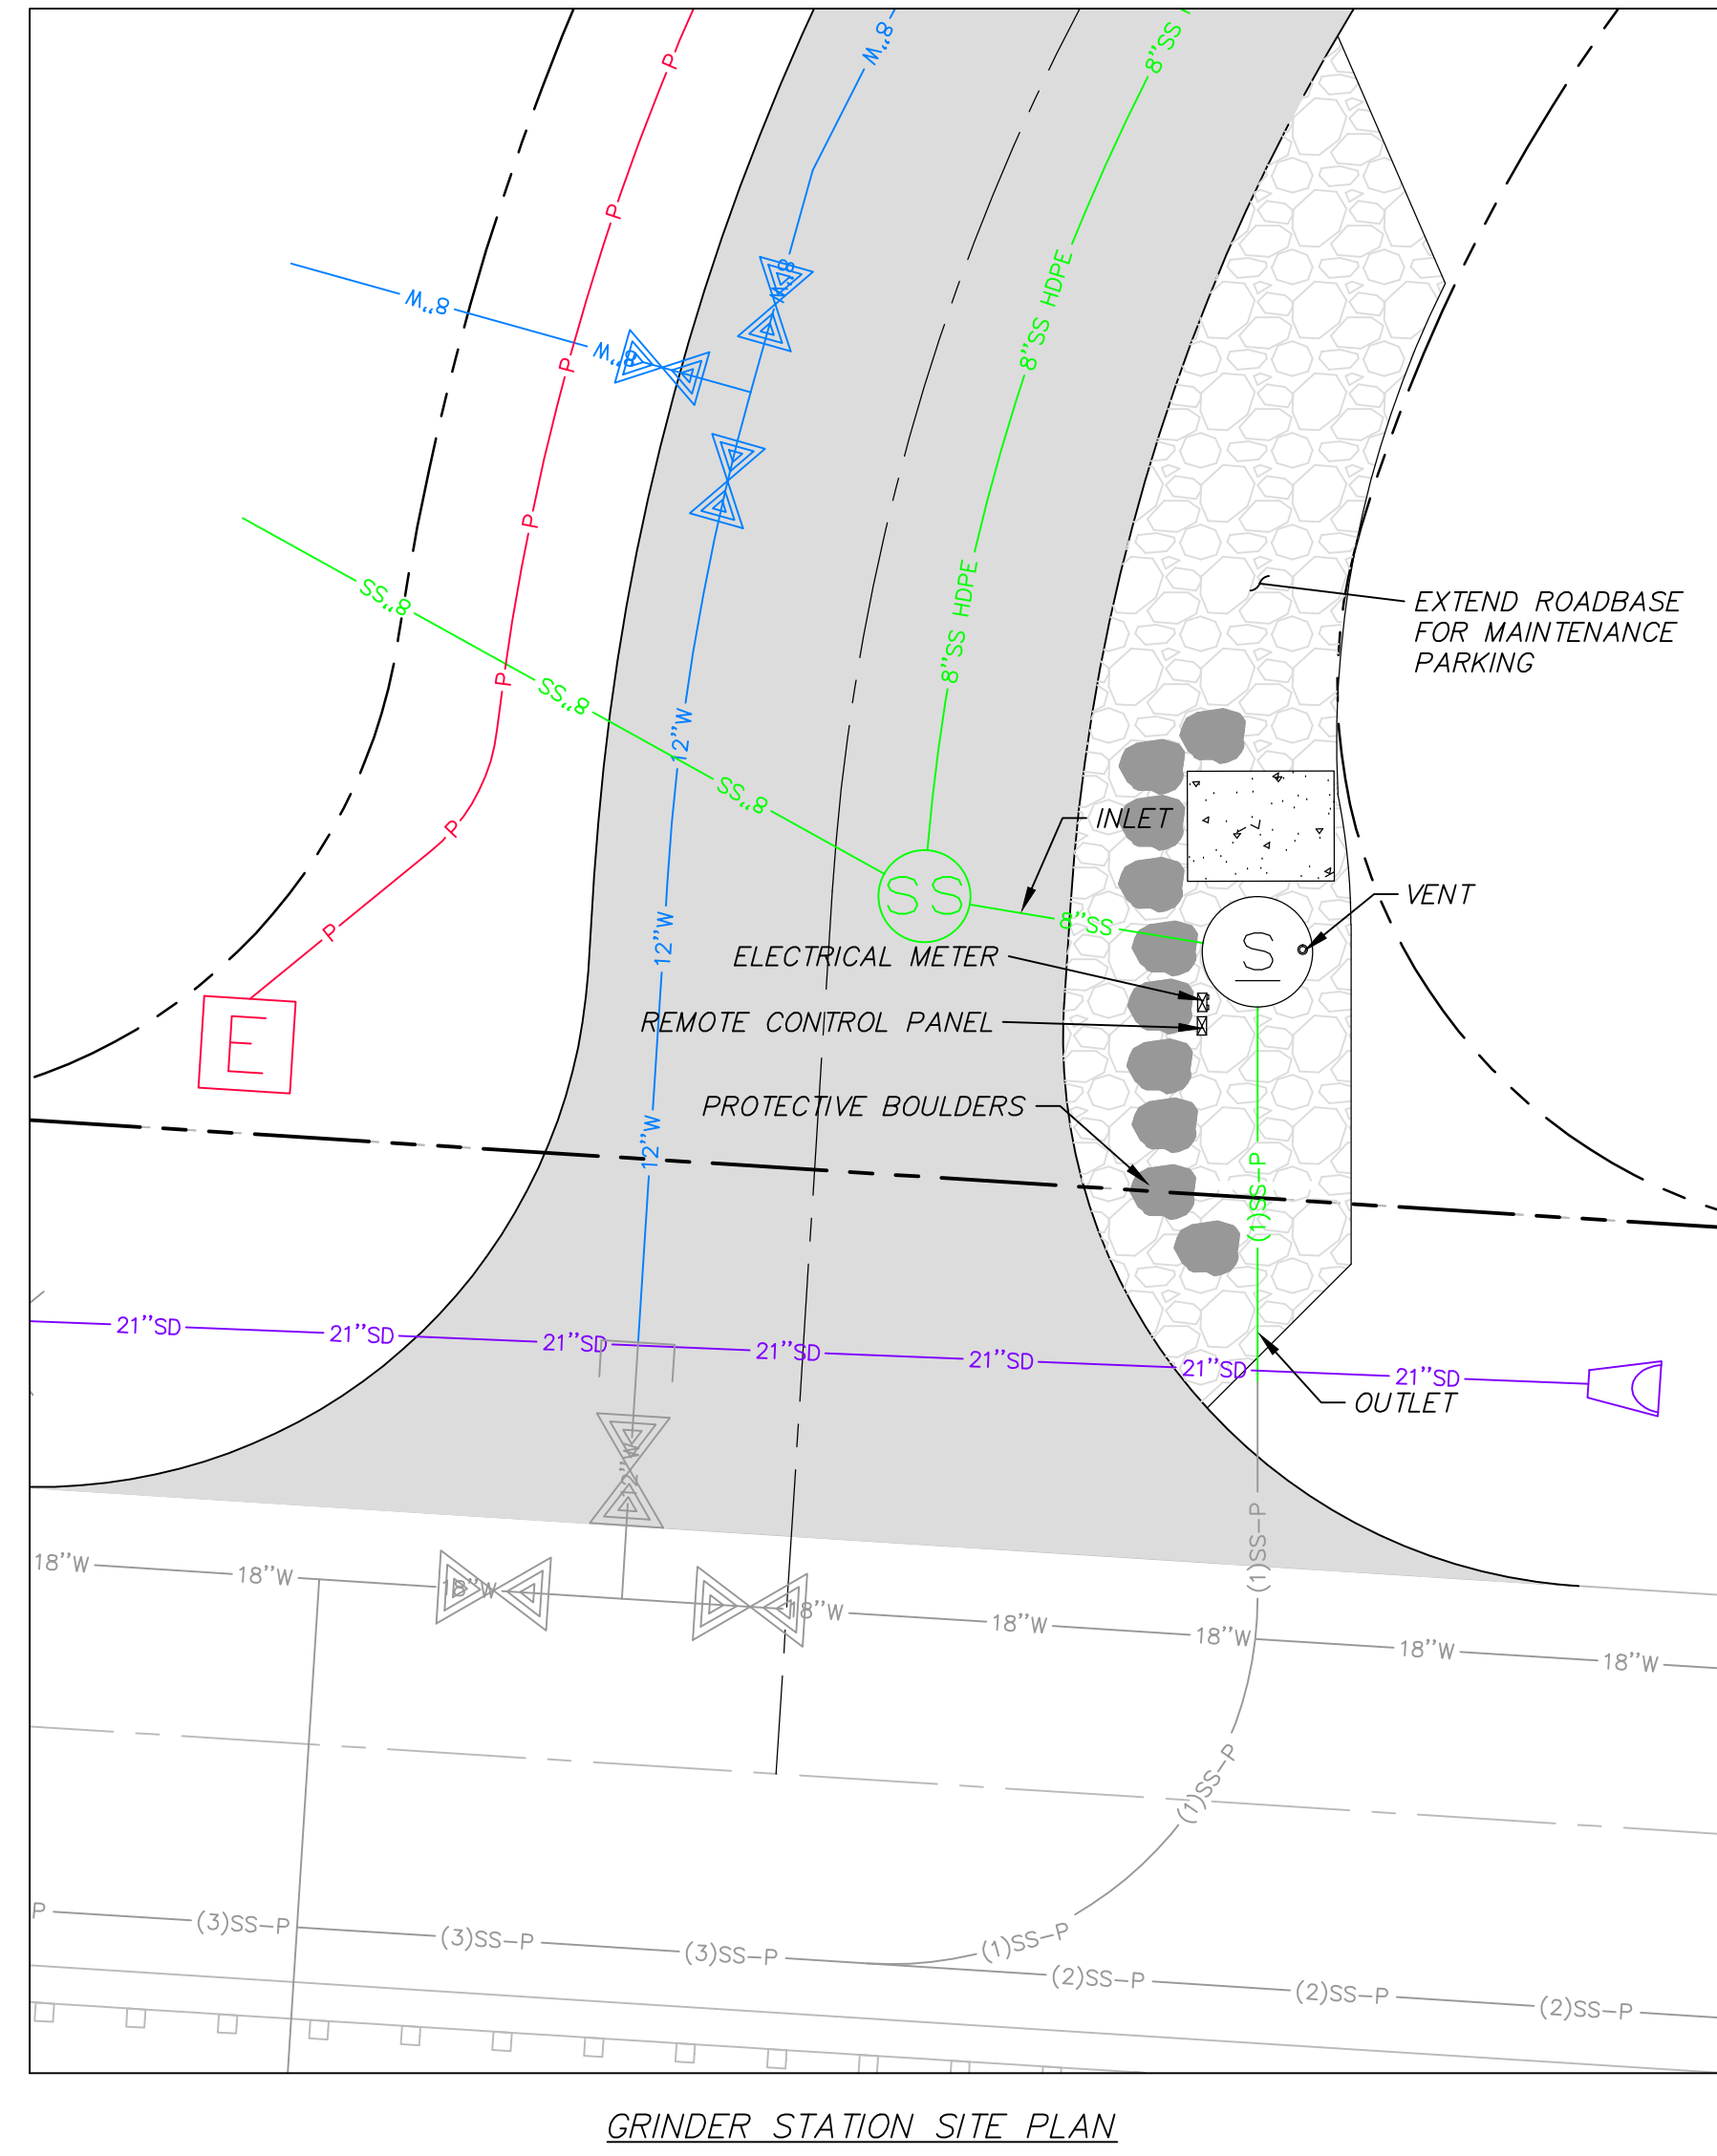 8"W
8"SS
P
P
8"W
8"W
8"SS HDPE
8"W
P
P
8"SS
8"SS HDPE
EXTEND ROADBASE
FOR MAINTENANCE
PARKING
P
8"SS
12"W
8"SS
P
INLET
SS
VENT
8"SS
P
12"W
ELECTRICAL METER
S
REMOTE CONTROL PANEL
E
PROTECTIVE BOULDERS
12"W
(1)SS-P
21"SD
21"SD
21"SD
21"SD
21"SD
21"SD
21"SD
OUTLET
12"W
(1)SS-P
18"W
18"W
18"W
18"W
18"W
18"W
18"W
18"W
(1)SS-P
P
(3)SS-P
(3)SS-P
(3)SS-P
(1)SS-P
(2)SS-P
(2)SS-P
(2)SS-P
GRINDER STATION SITE PLAN